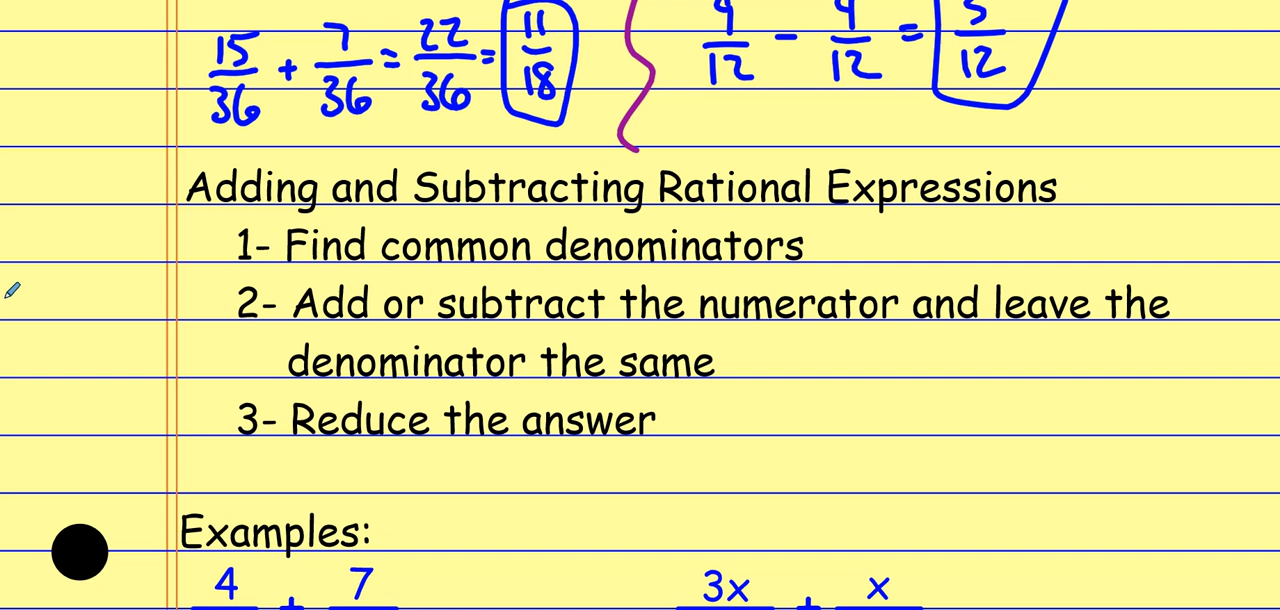 15/36 + 7/36 = 22/36 = 11/18
/12 - /12 = /12
Adding and Subtracting Rational Expressions
1- Find common denominators
2- Add or subtract the numerator and leave the
denominator the same
3- Reduce the answer
Examples:
4 + 7
3x + x